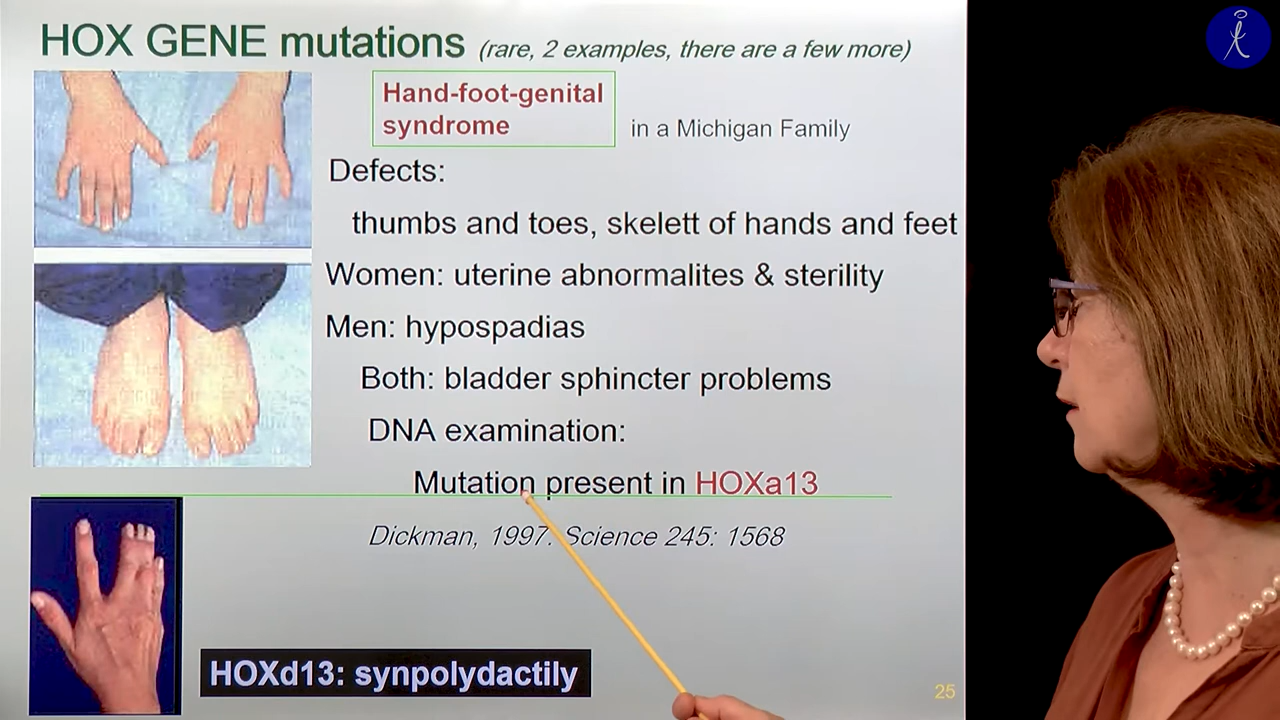 HOX GENE mutations (rare, 2 examples, there are a few more)
Hand-foot-genital
syndrome
in a Michigan Family
Defects:
thumbs and toes, skelett of hands and feet
Women: uterine abnormalites & sterility
Men: hypospadias
Both: bladder sphincter problems
DNA examination:
Mutation present in HOXa13
Dickman, 1997. Science 245: 1568
HOXd13: synpolydactily
25